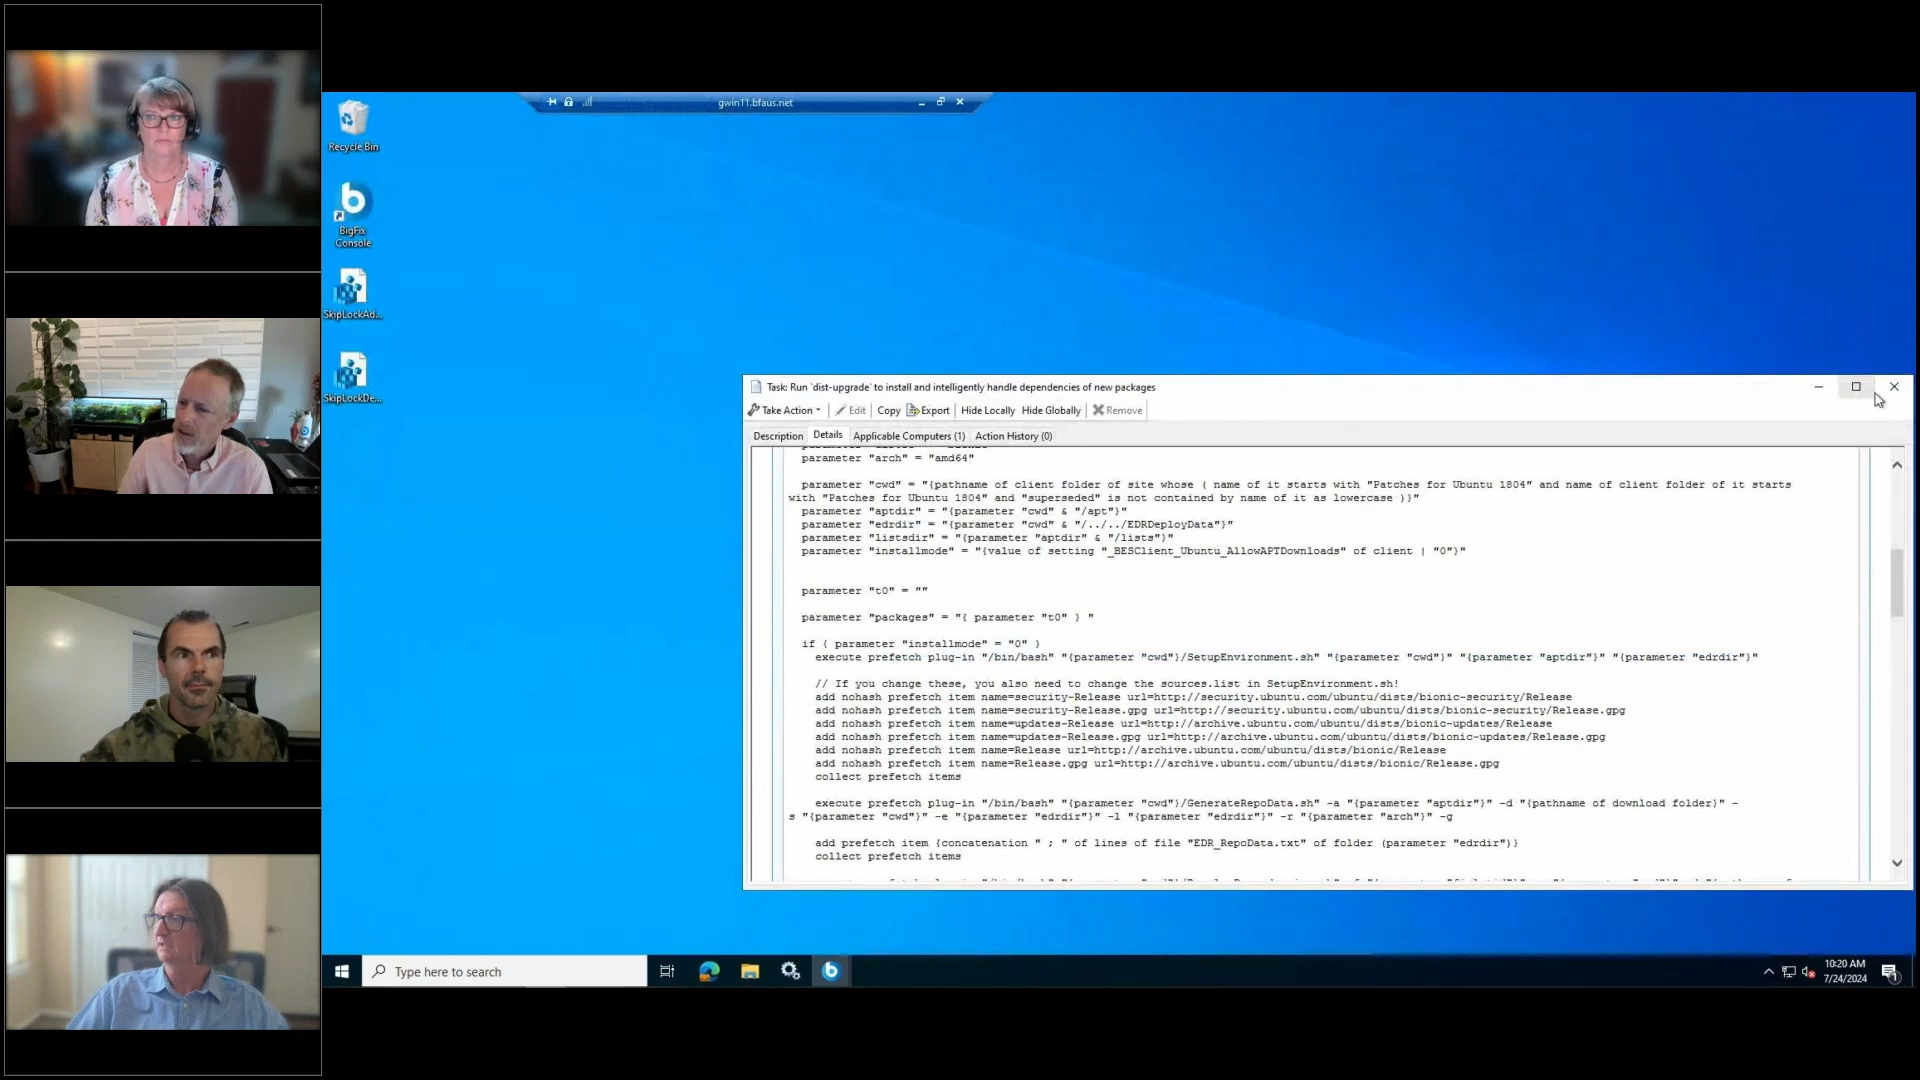 gwin11.bfaus.net
Recycle Bin
BigFix
Console
SkipLockAd...
SkipLockDe...
Task: Run `dist-upgrade` to install and intelligently handle dependencies of new packages
Take Action Edit Copy Export Hide Locally Hide Globally Remove
Description Details Applicable Computers (1) Action History (0)
parameter "arch" = "amd64"
parameter "cwd" = "{pathname of client folder of site whose ( name of it starts with "Patches for Ubuntu 1804" and name of client folder of it starts
with "Patches for Ubuntu 1804" and "superseded" is not contained by name of it as lowercase )}"
parameter "aptdir" = "{parameter "cwd" & "/apt"}"
parameter "edrdir" = "{parameter "cwd" & "/../../EDRDeployData"}"
parameter "listsdir" = "{parameter "aptdir" & "/lists"}"
parameter "installmode" = "{value of setting "_BESClient_Ubuntu_AllowAPTDownloads" of client | "0"}"
parameter "t0" = ""
parameter "packages" = "{ parameter "t0" } "
if { parameter "installmode" = "0" }
execute prefetch plug-in "/bin/bash" "{parameter "cwd"}/SetupEnvironment.sh" "{parameter "cwd"}" "{parameter "aptdir"}" "{parameter "edrdir"}"
// If you change these, you also need to change the sources.list in SetupEnvironment.sh!
add nohash prefetch item name=security-Release url=http://security.ubuntu.com/ubuntu/dists/bionic-security/Release
add nohash prefetch item name=security-Release.gpg url=http://security.ubuntu.com/ubuntu/dists/bionic-security/Release.gpg
add nohash prefetch item name=updates-Release url=http://archive.ubuntu.com/ubuntu/dists/bionic-updates/Release
add nohash prefetch item name=updates-Release.gpg url=http://archive.ubuntu.com/ubuntu/dists/bionic-updates/Release.gpg
add nohash prefetch item name=Release url=http://archive.ubuntu.com/ubuntu/dists/bionic/Release
add nohash prefetch item name=Release.gpg url=http://archive.ubuntu.com/ubuntu/dists/bionic/Release.gpg
collect prefetch items
execute prefetch plug-in "/bin/bash" "{parameter "cwd"}/GenerateRepoData.sh" -a "{parameter "aptdir"}" -d "{pathname of download folder}" -
s "{parameter "cwd"}" -e "{parameter "edrdir"}" -l "{parameter "edrdir"}" -r "{parameter "arch"}" -g
add prefetch item {concatenation " ; " of lines of file "EDR_RepoData.txt" of folder (parameter "edrdir")}
collect prefetch items
Type here to search
10:20 AM
7/24/2024
1